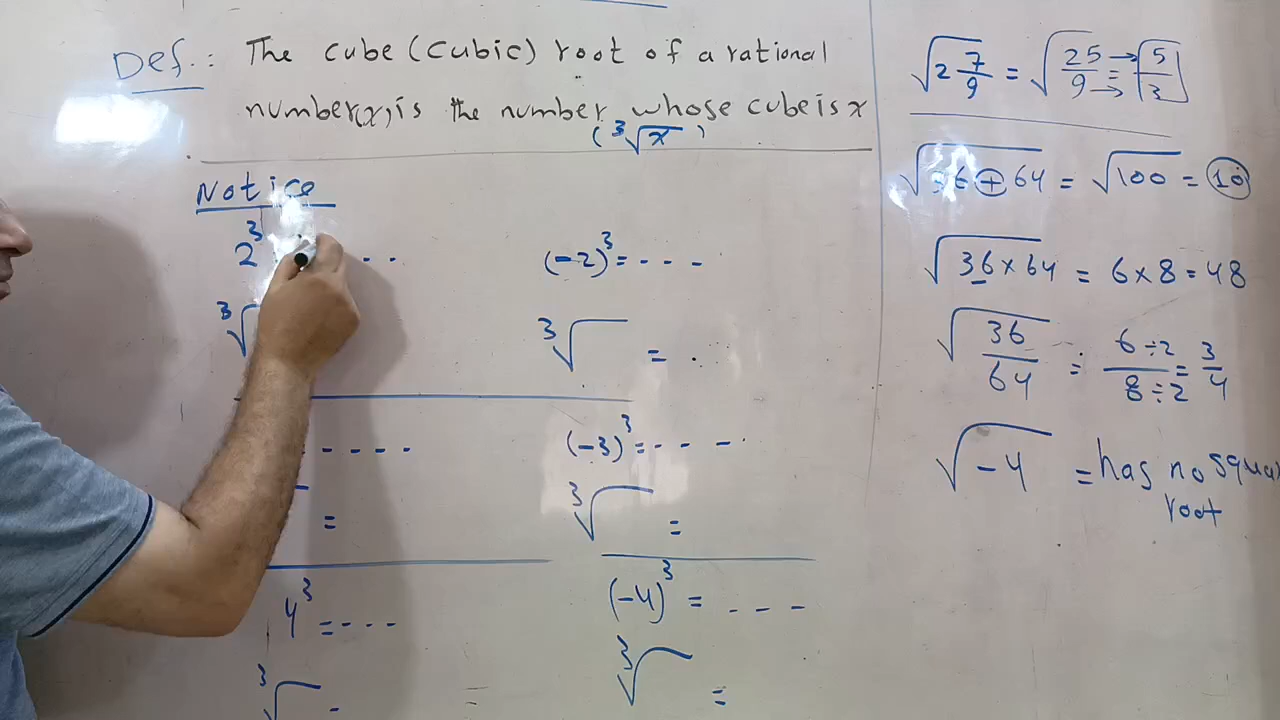 Def.: The cube (cubic) root of a rational
number(x), is the number whose cube is x
(∛x)
Notice
2³ . .
(-2)³ = - - -
∛
∛ = .
- - - -
(-3)³ = - - -
=
∛ =
4³ = - - -
(-4)³ = - - -
∛ =
∛ =
√2 7/9 = √25/9 = 5/3
√36+64 = √100 = 10
√36×64 = 6×8 = 48
√36/64 = 6÷2/8÷2 = 3/4
√-4 = has no squa
root